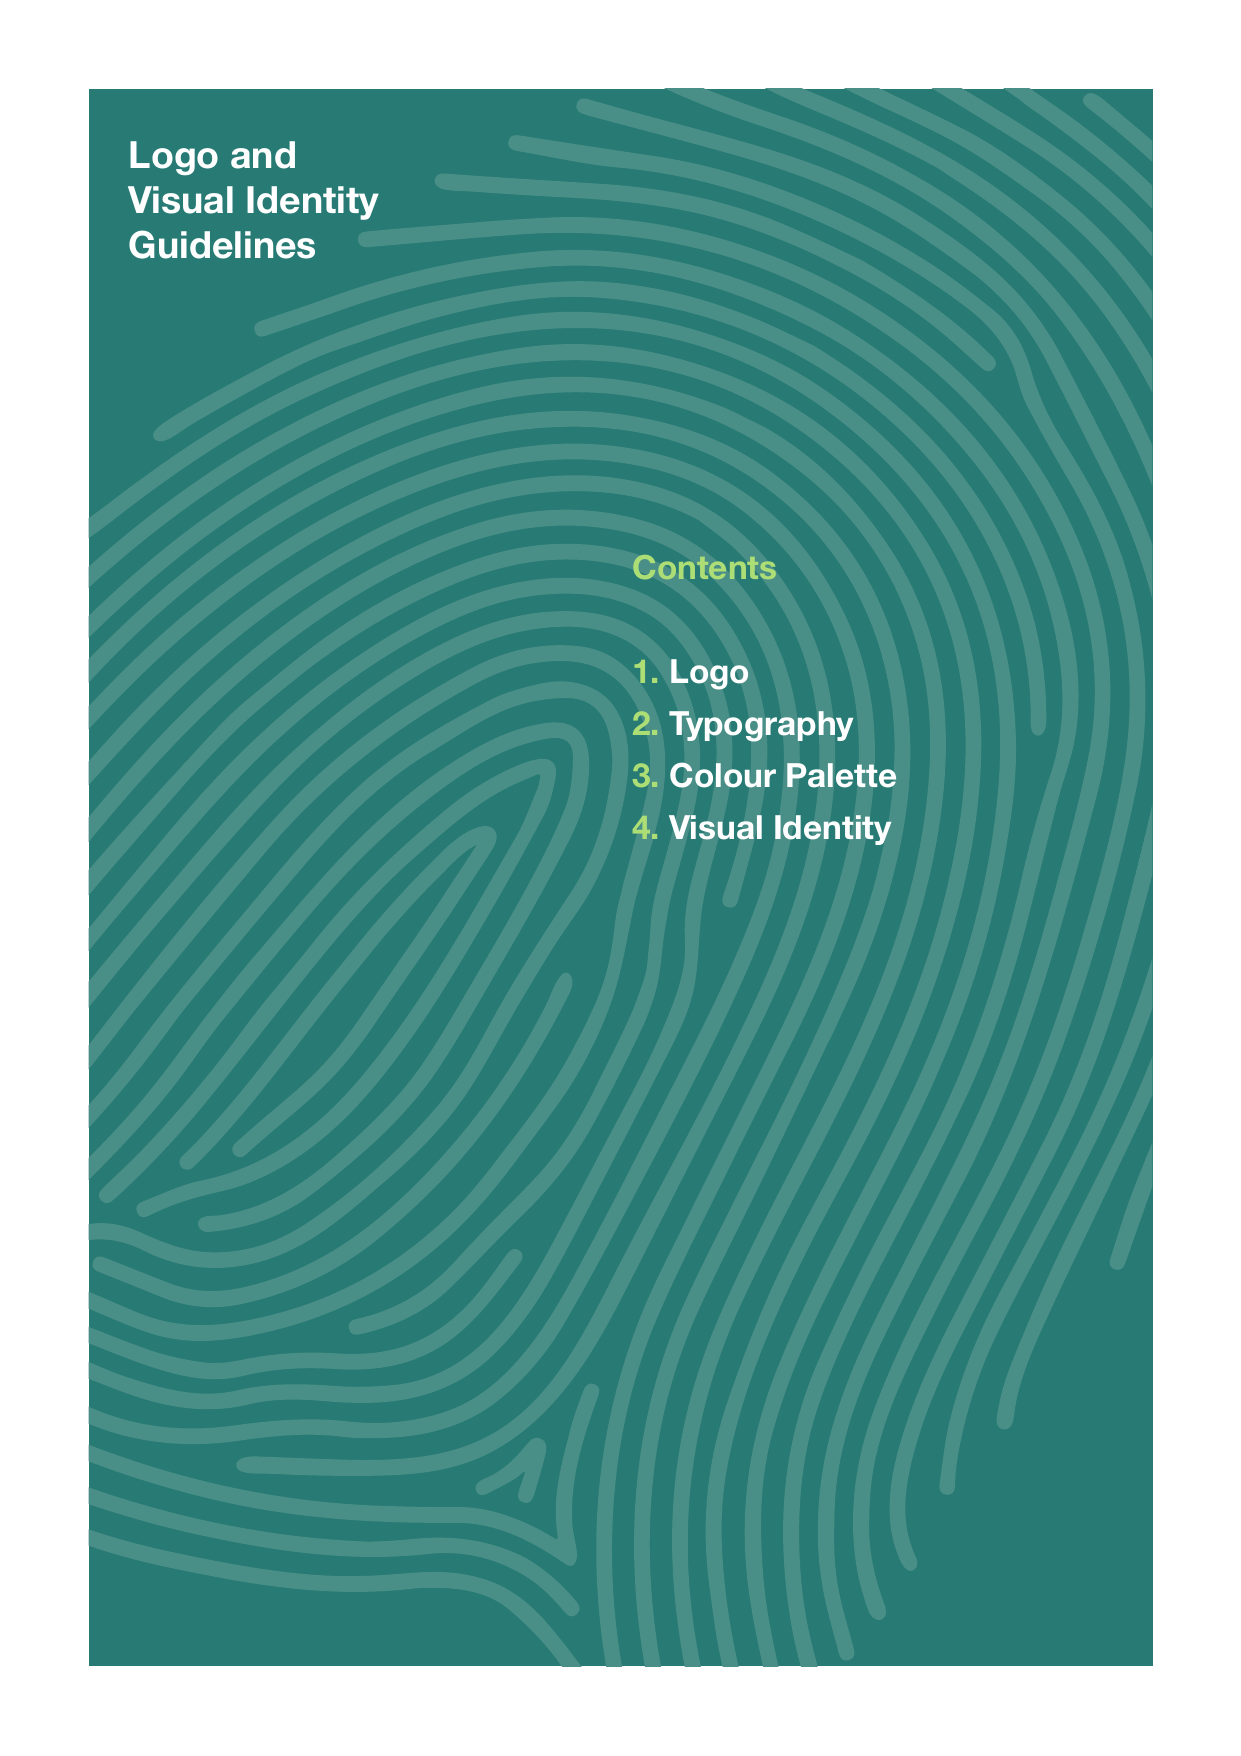 Logo and
Visual Identity
Guidelines
Contents
1. Logo
2. Typography
3. Colour Palette
4. Visual Identity